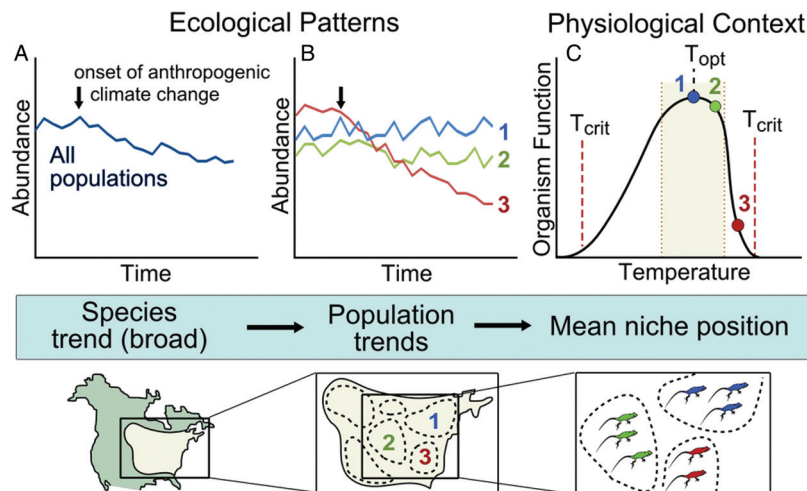 Ecological Patterns
Physiological Context
A
onset of anthropogenic
climate change
Abundance
All
populations
Time
B
Abundance
1
2
3
Time
C
Topt
1
2
Tcrit
Tcrit
3
Organism Function
Temperature
Species
trend (broad)
Population
trends
Mean niche position
1
2
3